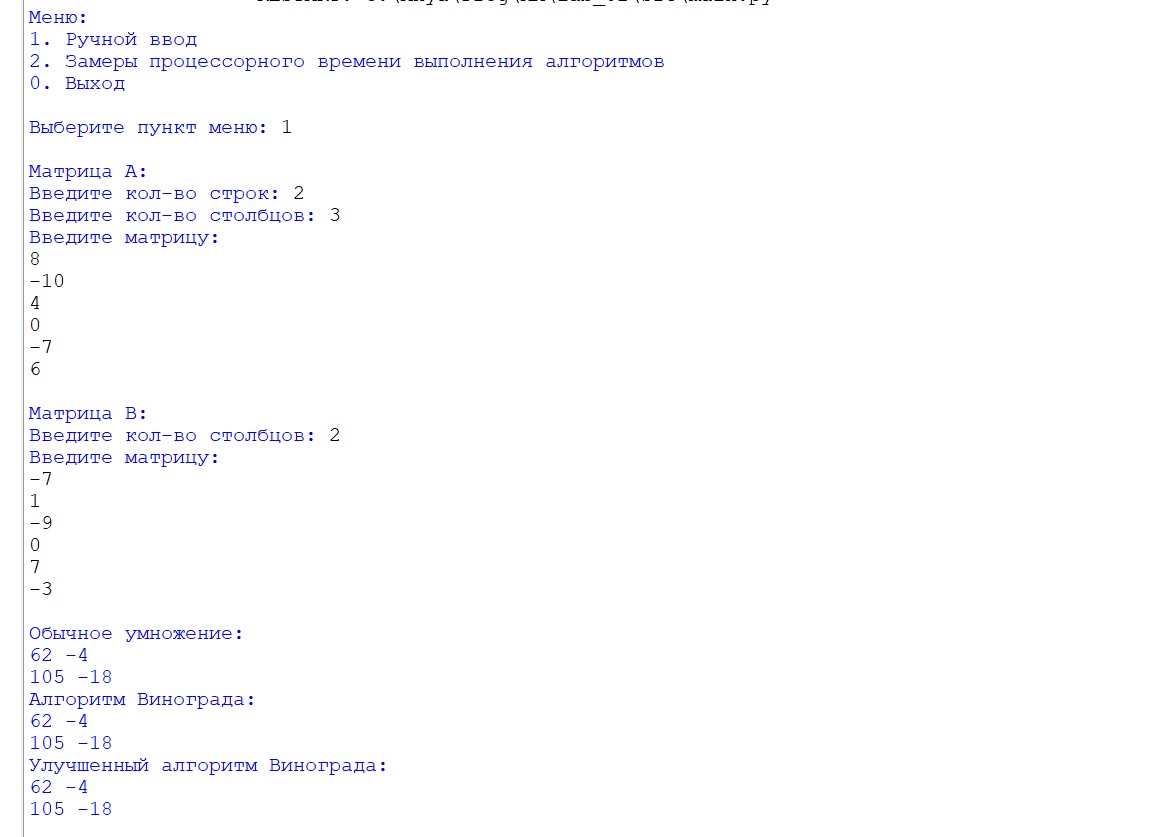 Меню:
1. Ручной ввод
2. Замеры процессорного времени выполнения алгоритмов
0. Выход
Выберите пункт меню: 1
Матрица A:
Введите кол-во строк: 2
Введите кол-во столбцов: 3
Введите матрицу:
8
-10
4
0
-7
6
Матрица B:
Введите кол-во столбцов: 2
Введите матрицу:
-7
1
-9
0
7
-3
Обычное умножение:
62 -4
105 -18
Алгоритм Винограда:
62 -4
105 -18
Улучшенный алгоритм Винограда:
62 -4
105 -18